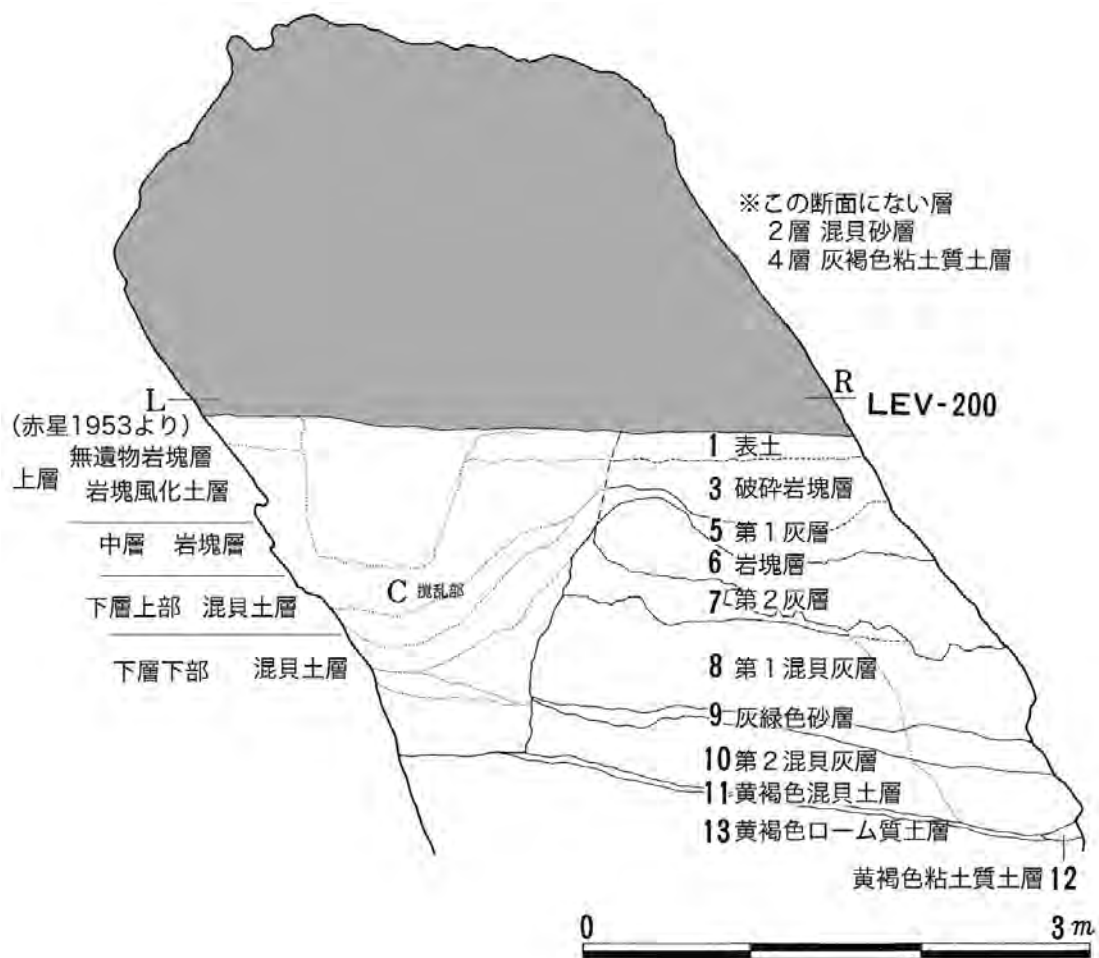 ※この断面にない層
２層 混貝砂層
４層 灰褐色粘土質土層
L
R
LEV-200
(赤星1953より)
上層
無遺物岩塊層
岩塊風化土層
中層 岩塊層
下層上部 混貝土層
下層下部 混貝土層
C 撹乱部
1 表土
3 破砕岩塊層
5 第１灰層
6 岩塊層
7 第２灰層
8 第１混貝灰層
9 灰緑色砂層
10 第２混貝灰層
11 黄褐色混貝土層
13 黄褐色ローム質土層
黄褐色粘土質土層 12
0
3 m